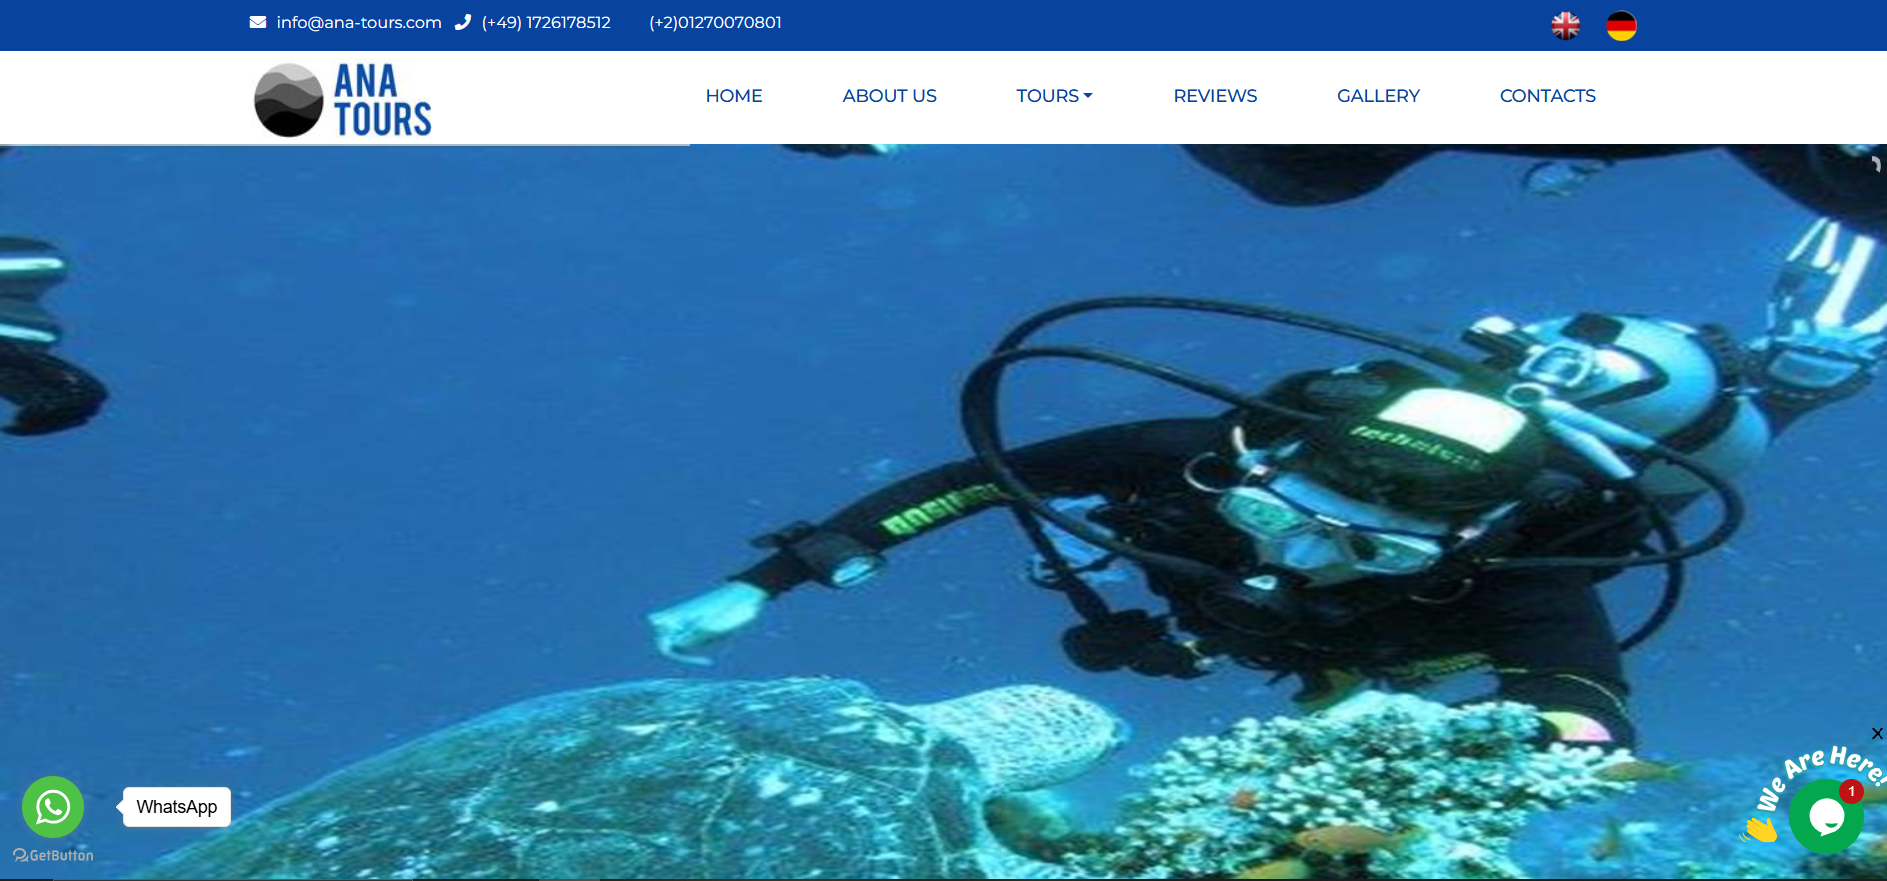 info@ana-tours.com (+49) 1726178512 (+2)01270070801
ANA
TOURS
HOME ABOUT US TOURS REVIEWS GALLERY CONTACTS
technisub
We Are Here!
1
WhatsApp
GetButton